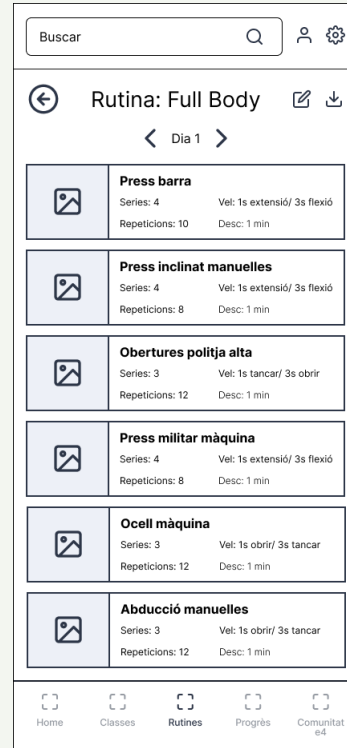 Buscar
Rutina: Full Body
Dia 1
Press barra
Series: 4 Vel: 1s extensió/ 3s flexió
Repeticions: 10 Desc: 1 min
Press inclinat manuelles
Series: 4 Vel: 1s extensió/ 3s flexió
Repeticions: 8 Desc: 1 min
Obertures politja alta
Series: 3 Vel: 1s tancar/ 3s obrir
Repeticions: 12 Desc: 1 min
Press militar màquina
Series: 4 Vel: 1s extensió/ 3s flexió
Repeticions: 8 Desc: 1 min
Ocell màquina
Series: 3 Vel: 1s obrir/ 3s tancar
Repeticions: 12 Desc: 1 min
Abducció manuelles
Series: 3 Vel: 1s obrir/ 3s tancar
Repeticions: 12 Desc: 1 min
Home Classes Rutines Progrès Comunitat
e4